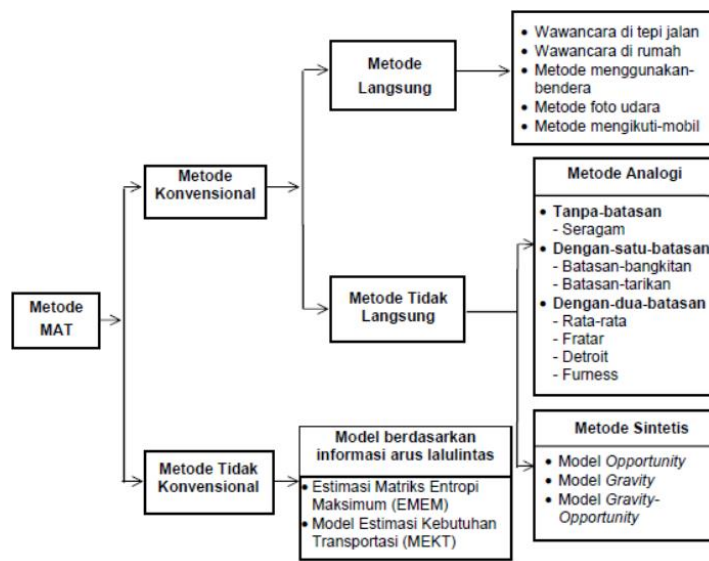 Metode
MAT
Metode
Konvensional
Metode
Langsung
• Wawancara di tepi jalan
• Wawancara di rumah
• Metode menggunakan-
bendera
• Metode foto udara
• Metode mengikuti-mobil
Metode Tidak
Langsung
Metode Analogi
• Tanpa-batasan
- Seragam
• Dengan-satu-batasan
- Batasan-bangkitan
- Batasan-tarikan
• Dengan-dua-batasan
- Rata-rata
- Fratar
- Detroit
- Furness
Metode Sintetis
• Model Opportunity
• Model Gravity
• Model Gravity-
Opportunity
Metode Tidak
Konvensional
Model berdasarkan
informasi arus lalulintas
• Estimasi Matriks Entropi
Maksimum (EMEM)
• Model Estimasi Kebutuhan
Transportasi (MEKT)